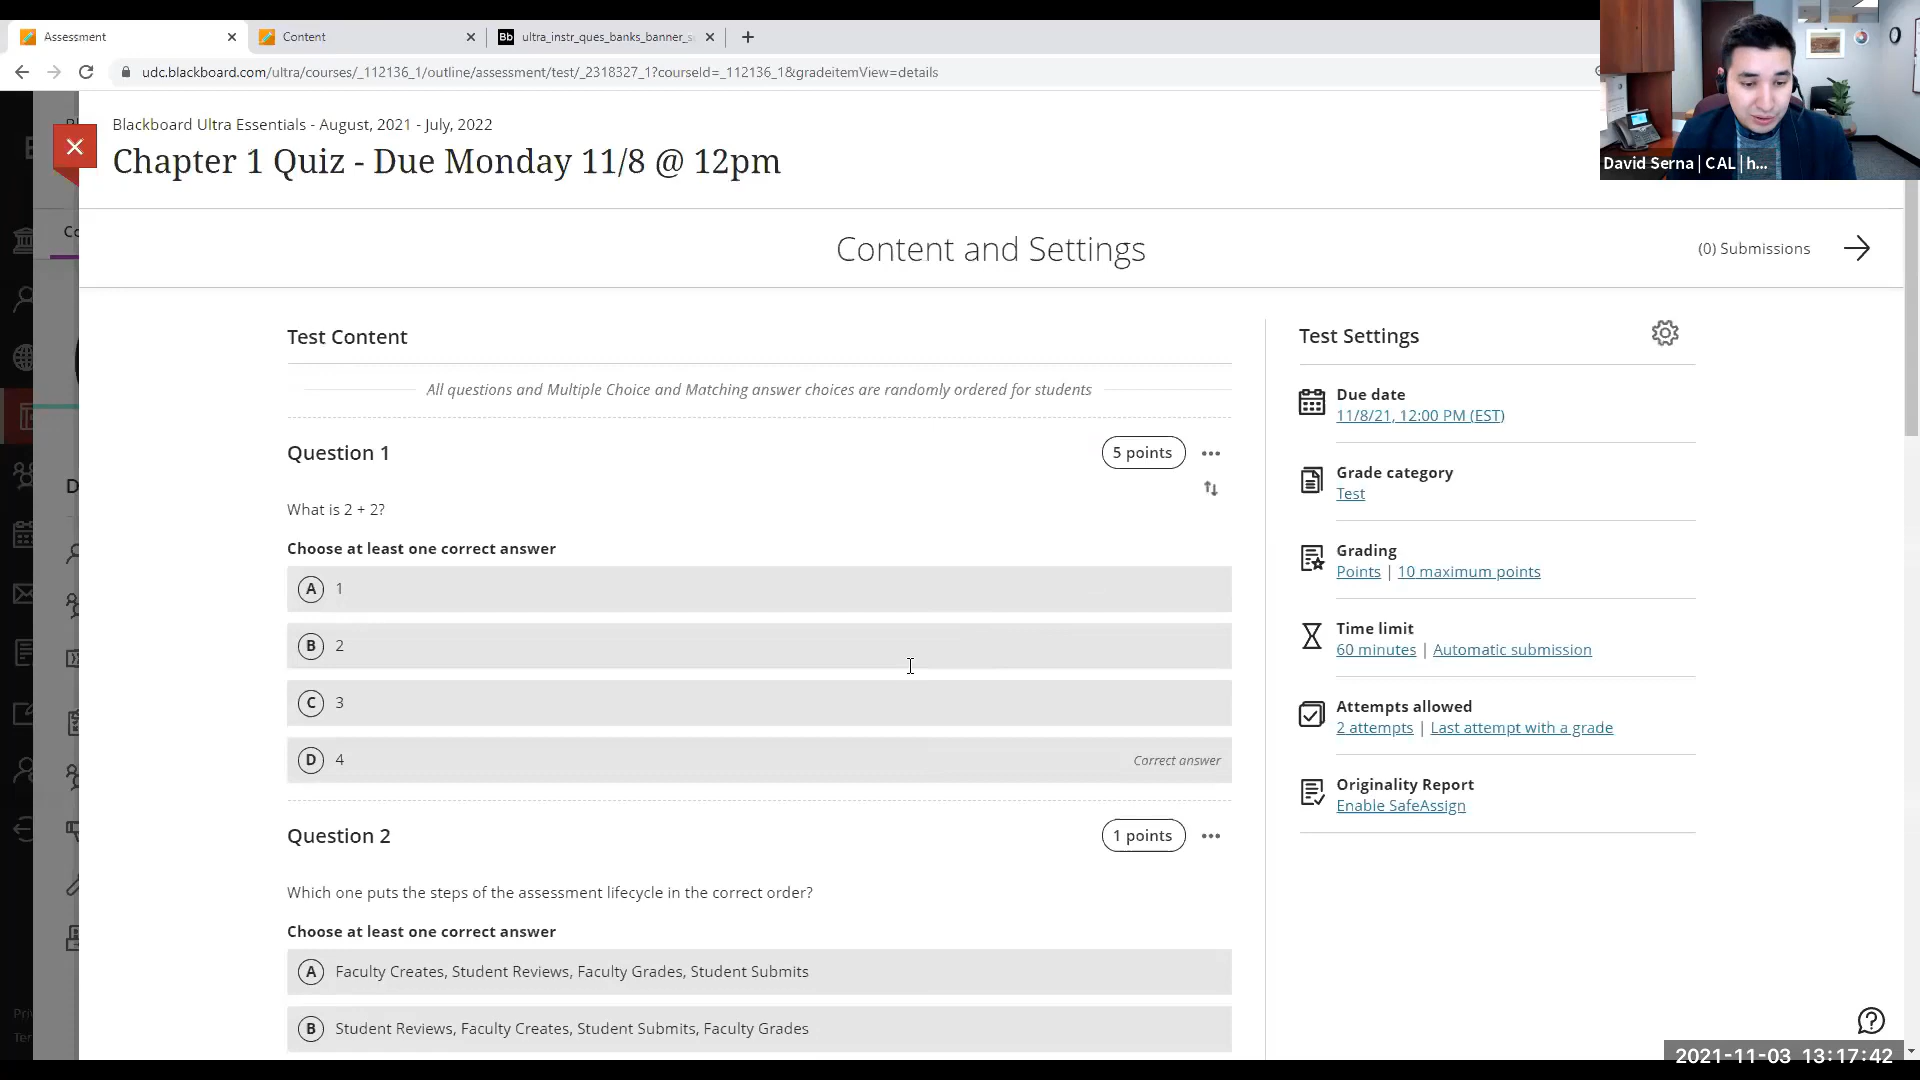 Assessment
Content
Bb ultra_instr_ques_banks_banner_s
udc.blackboard.com/ultra/courses/_112136_1/outline/assessment/test/_2318327_1?courseId=_112136_1&gradeitemView=details
David Serna | CAL | h...
Blackboard Ultra Essentials - August, 2021 - July, 2022
Chapter 1 Quiz - Due Monday 11/8 @ 12pm
Content and Settings
(0) Submissions
Test Content
All questions and Multiple Choice and Matching answer choices are randomly ordered for students
Question 1
5 points
What is 2 + 2?
Choose at least one correct answer
A 1
B 2
C 3
D 4
Correct answer
Question 2
1 points
Which one puts the steps of the assessment lifecycle in the correct order?
Choose at least one correct answer
A Faculty Creates, Student Reviews, Faculty Grades, Student Submits
B Student Reviews, Faculty Creates, Student Submits, Faculty Grades
Test Settings
Due date
11/8/21, 12:00 PM (EST)
Grade category
Test
Grading
Points | 10 maximum points
Time limit
60 minutes | Automatic submission
Attempts allowed
2 attempts | Last attempt with a grade
Originality Report
Enable SafeAssign
2021-11-03 13:17:42